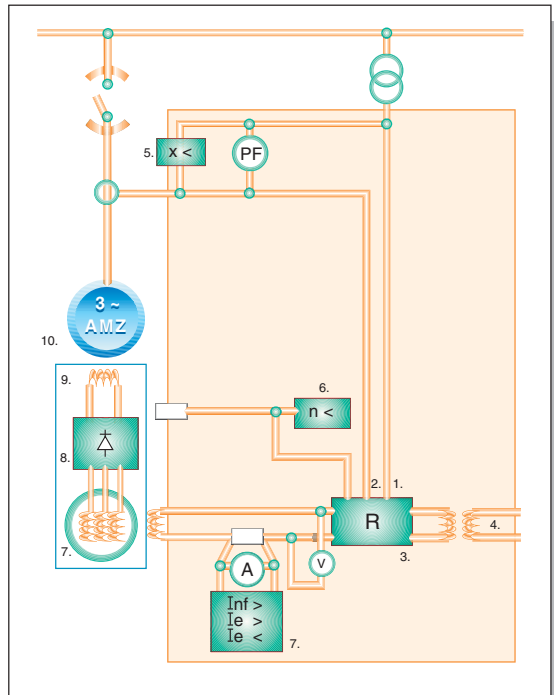 5.
x <
PF
3 ~
AMZ
10.
9.
6.
n <
8.
2.
1.
R
4.
3.
7.
A
V
Inf >
Ie >
Ie <
7.